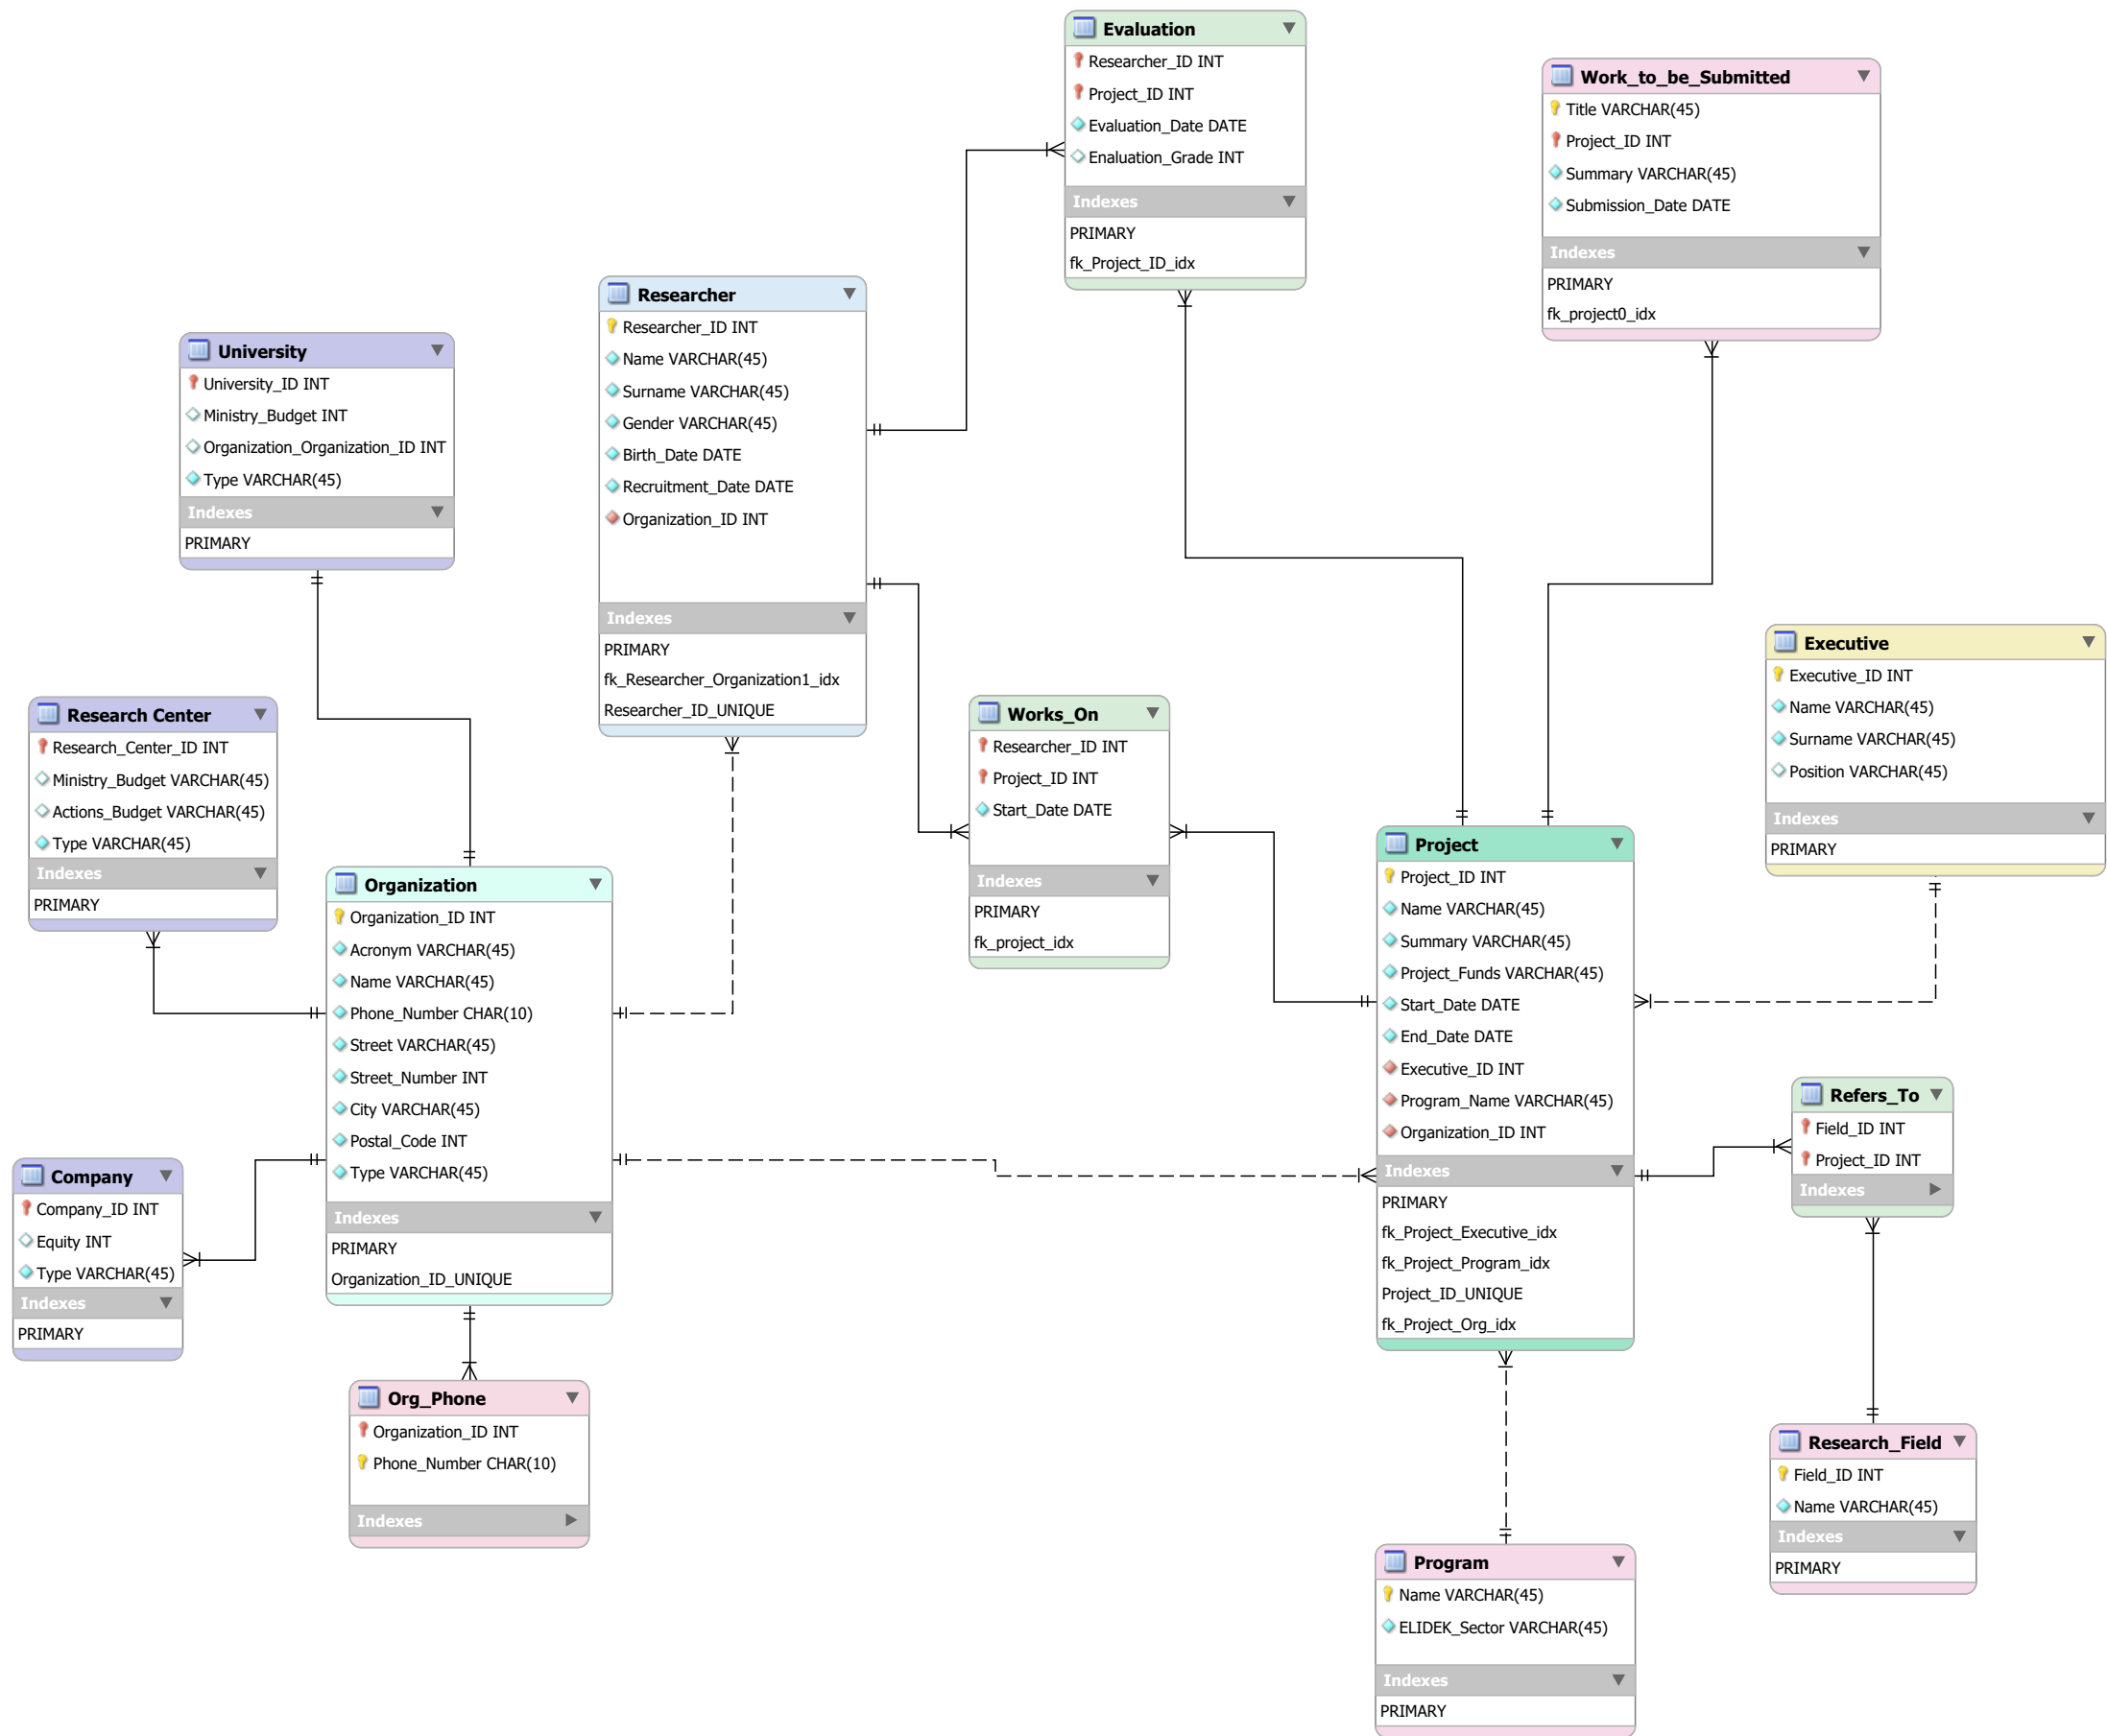 Evaluation
Researcher_ID INT
Project_ID INT
Evaluation_Date DATE
Enaluation_Grade INT
Indexes
PRIMARY
fk_Project_ID_idx
Work_to_be_Submitted
Title VARCHAR(45)
Project_ID INT
Summary VARCHAR(45)
Submission_Date DATE
Indexes
PRIMARY
fk_project0_idx
Researcher
Researcher_ID INT
Name VARCHAR(45)
Surname VARCHAR(45)
Gender VARCHAR(45)
Birth_Date DATE
Recruitment_Date DATE
Organization_ID INT
Indexes
PRIMARY
fk_Researcher_Organization1_idx
Researcher_ID_UNIQUE
University
University_ID INT
Ministry_Budget INT
Organization_Organization_ID INT
Type VARCHAR(45)
Indexes
PRIMARY
Executive
Executive_ID INT
Name VARCHAR(45)
Surname VARCHAR(45)
Position VARCHAR(45)
Indexes
PRIMARY
Research Center
Research_Center_ID INT
Ministry_Budget VARCHAR(45)
Actions_Budget VARCHAR(45)
Type VARCHAR(45)
Indexes
PRIMARY
Works_On
Researcher_ID INT
Project_ID INT
Start_Date DATE
Indexes
PRIMARY
fk_project_idx
Project
Project_ID INT
Name VARCHAR(45)
Summary VARCHAR(45)
Project_Funds VARCHAR(45)
Start_Date DATE
End_Date DATE
Executive_ID INT
Program_Name VARCHAR(45)
Organization_ID INT
Indexes
PRIMARY
fk_Project_Executive_idx
fk_Project_Program_idx
Project_ID_UNIQUE
fk_Project_Org_idx
Organization
Organization_ID INT
Acronym VARCHAR(45)
Name VARCHAR(45)
Phone_Number CHAR(10)
Street VARCHAR(45)
Street_Number INT
City VARCHAR(45)
Postal_Code INT
Type VARCHAR(45)
Indexes
PRIMARY
Organization_ID_UNIQUE
Refers_To
Field_ID INT
Project_ID INT
Indexes
Company
Company_ID INT
Equity INT
Type VARCHAR(45)
Indexes
PRIMARY
Org_Phone
Organization_ID INT
Phone_Number CHAR(10)
Indexes
Research_Field
Field_ID INT
Name VARCHAR(45)
Indexes
PRIMARY
Program
Name VARCHAR(45)
ELIDEK_Sector VARCHAR(45)
Indexes
PRIMARY